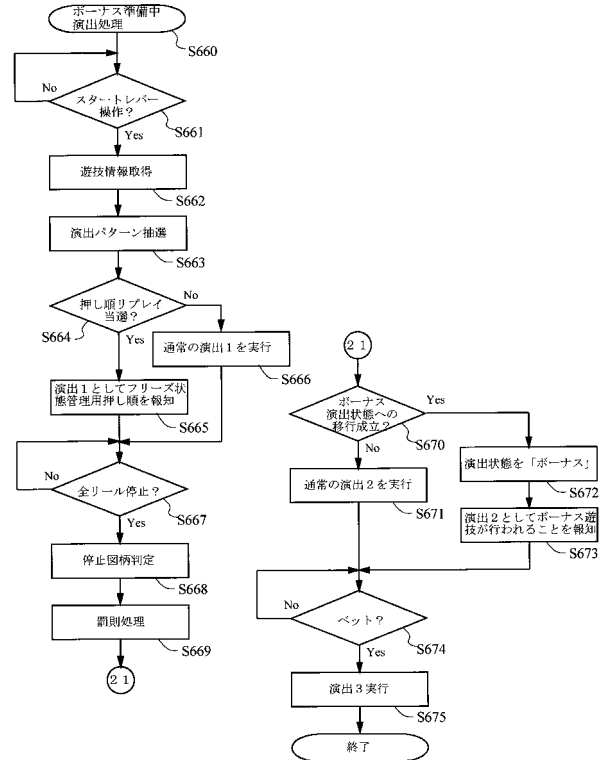 ボーナス準備中
演出処理
S660
No
スタートレバー
操作？
S661
Yes
遊技情報取得
S662
演出パターン抽選
S663
押し順リプレイ
当選？
No
S664
Yes
通常の演出１を実行
S666
演出１としてフリーズ状
態管理用押し順を報知
S665
No
全リール停止？
S667
Yes
停止図柄判定
S668
罰則処理
S669
２１
２１
ボーナス
演出状態への
移行成立？
Yes
S670
No
通常の演出２を実行
S671
演出状態を「ボーナス」
S672
演出２としてボーナス遊
技が行われることを報知
S673
No
ベット？
S674
Yes
演出３実行
S675
終了